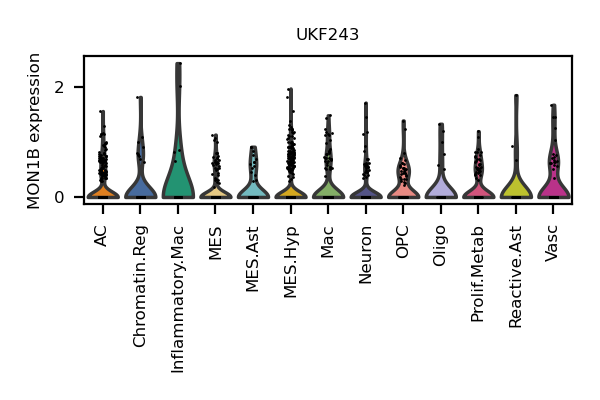 UKF243
MON1B expression
2
0
AC
Chromatin.Reg
Inflammatory.Mac
MES
MES.Ast
MES.Hyp
Mac
Neuron
OPC
Oligo
Prolif.Metab
Reactive.Ast
Vasc